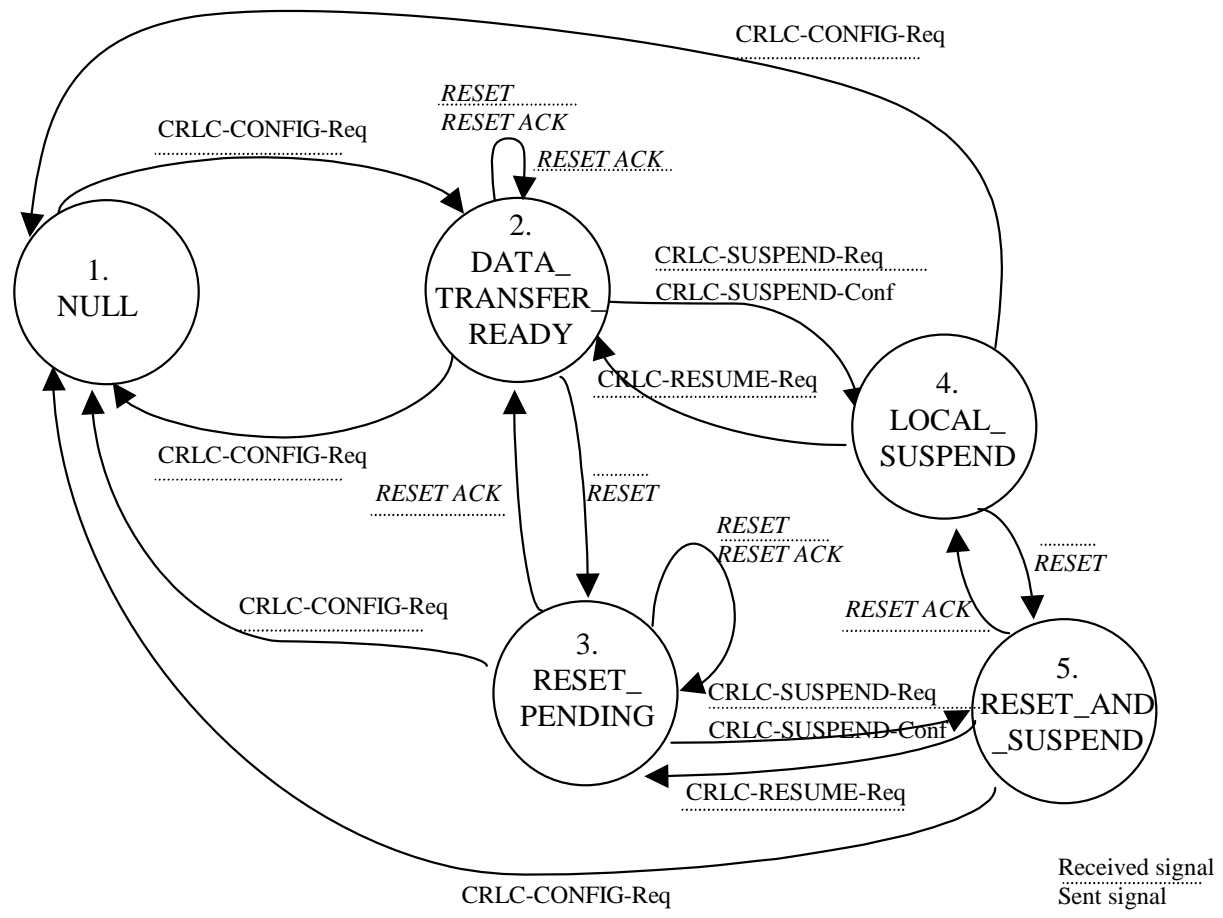 CRLC-CONFIG-Req
RESET
RESET ACK
CRLC-CONFIG-Req
RESET ACK
1.
NULL
2.
DATA_
TRANSFER_
READY
CRLC-SUSPEND-Req
CRLC-SUSPEND-Conf
CRLC-RESUME-Req
4.
LOCAL_
SUSPEND
CRLC-CONFIG-Req
RESET ACK
RESET
RESET
RESET ACK
RESET
CRLC-CONFIG-Req
RESET ACK
3.
RESET_
PENDING
CRLC-SUSPEND-Req
CRLC-SUSPEND-Conf
5.
RESET_AND
_SUSPEND
CRLC-RESUME-Req
CRLC-CONFIG-Req
Received signal
Sent signal